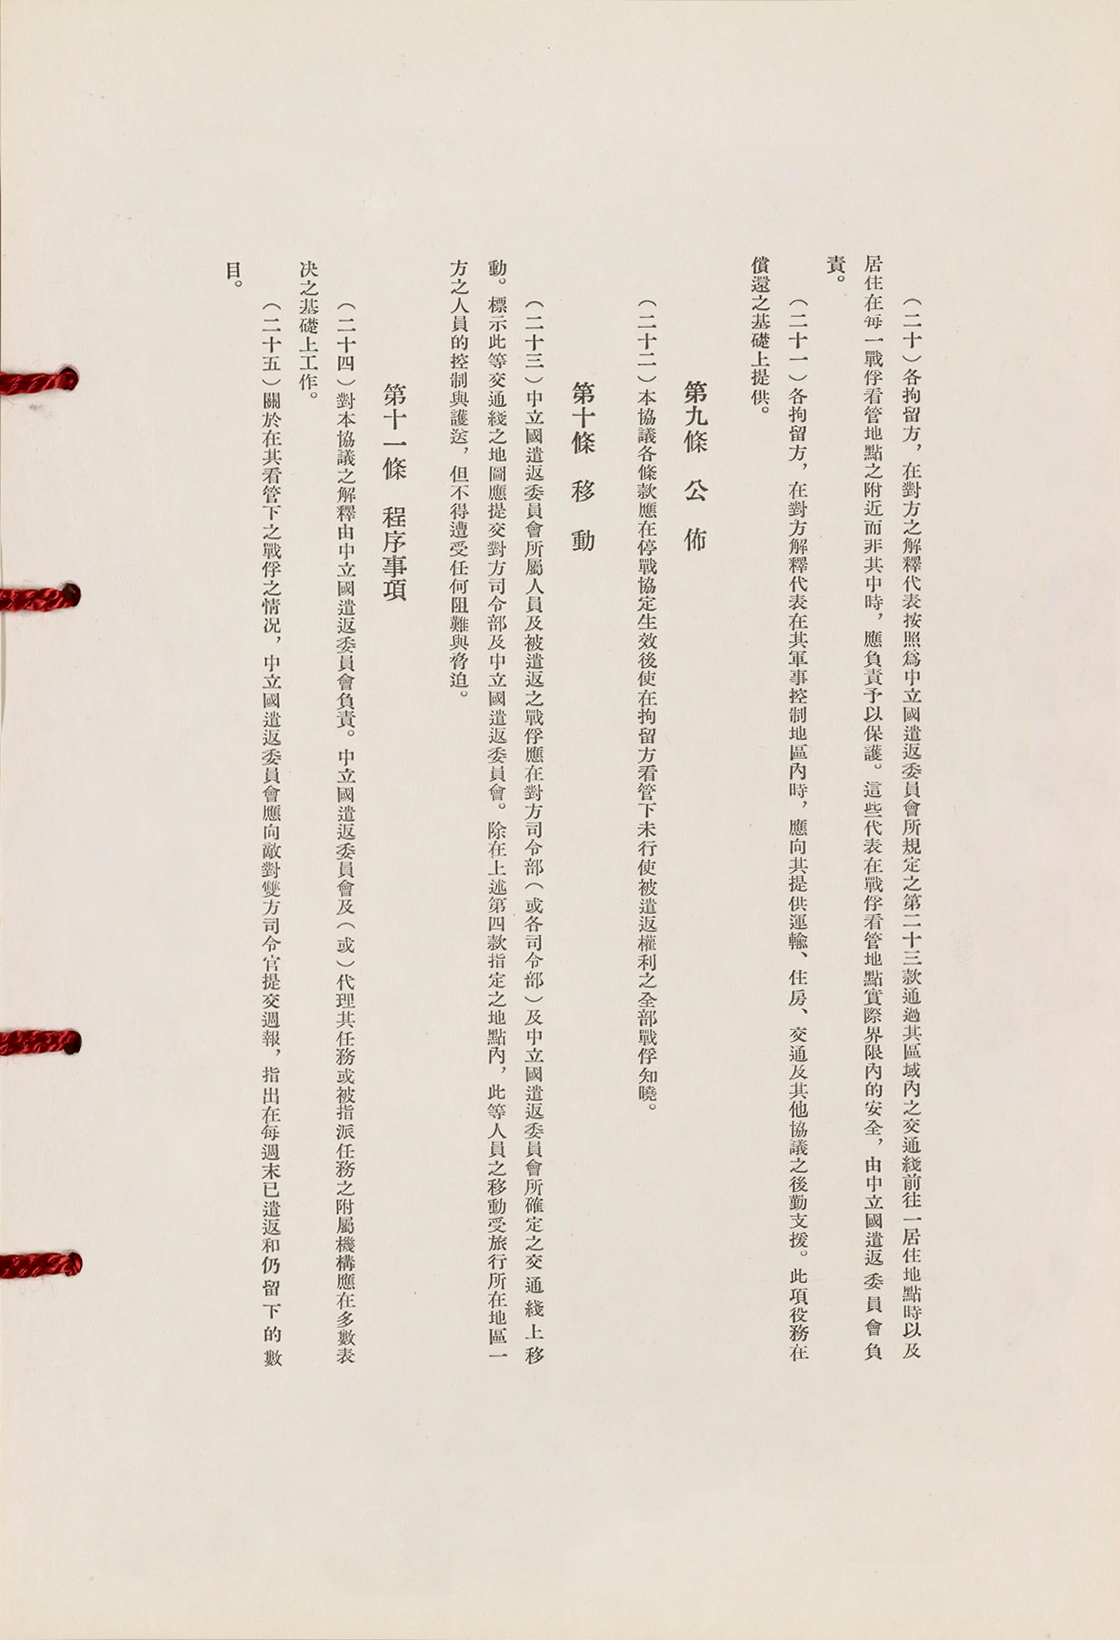 （二十）各拘留方，在對方之解釋代表按照爲中立國遣返委員會所規定之第二十三款通過其區域內之交通綫前往一居住地點時以及
居住在每一戰俘看管地點之附近而非其中時，應負責予以保護。這些代表在戰俘看管地點實際界限內的安全，由中立國遣返委員會負
責。
（二十一）各拘留方，在對方解釋代表在其軍事控制地區內時，應向其提供運輸、住房、交通及其他協議之後勤支援。此項役務在
償還之基礎上提供。
第九條　公　佈
（二十二）本協議各條款應在停戰協定生效後使在拘留方看管下未行使被遣返權利之全部戰俘知曉。
第十條　移　動
（二十三）中立國遣返委員會所屬人員及被遣返之戰俘應在對方司令部（或各司令部）及中立國遣返委員會所確定之交通綫上移
動。標示此等交通綫之地圖應提交對方司令部及中立國遣返委員會。除在上述第四款指定之地點內，此等人員之移動受旅行所在地區一
方之人員的控制與護送，但不得遭受任何阻難與脅迫。
第十一條　程序事項
（二十四）對本協議之解釋由中立國遣返委員會負責。中立國遣返委員會及（或）代理其任務或被指派任務之附屬機構應在多數表
決之基礎上工作。
（二十五）關於在其看管下之戰俘之情况，中立國遣返委員會應向敵對雙方司令官提交週報，指出在每週末已遣返和仍留下的數
目。